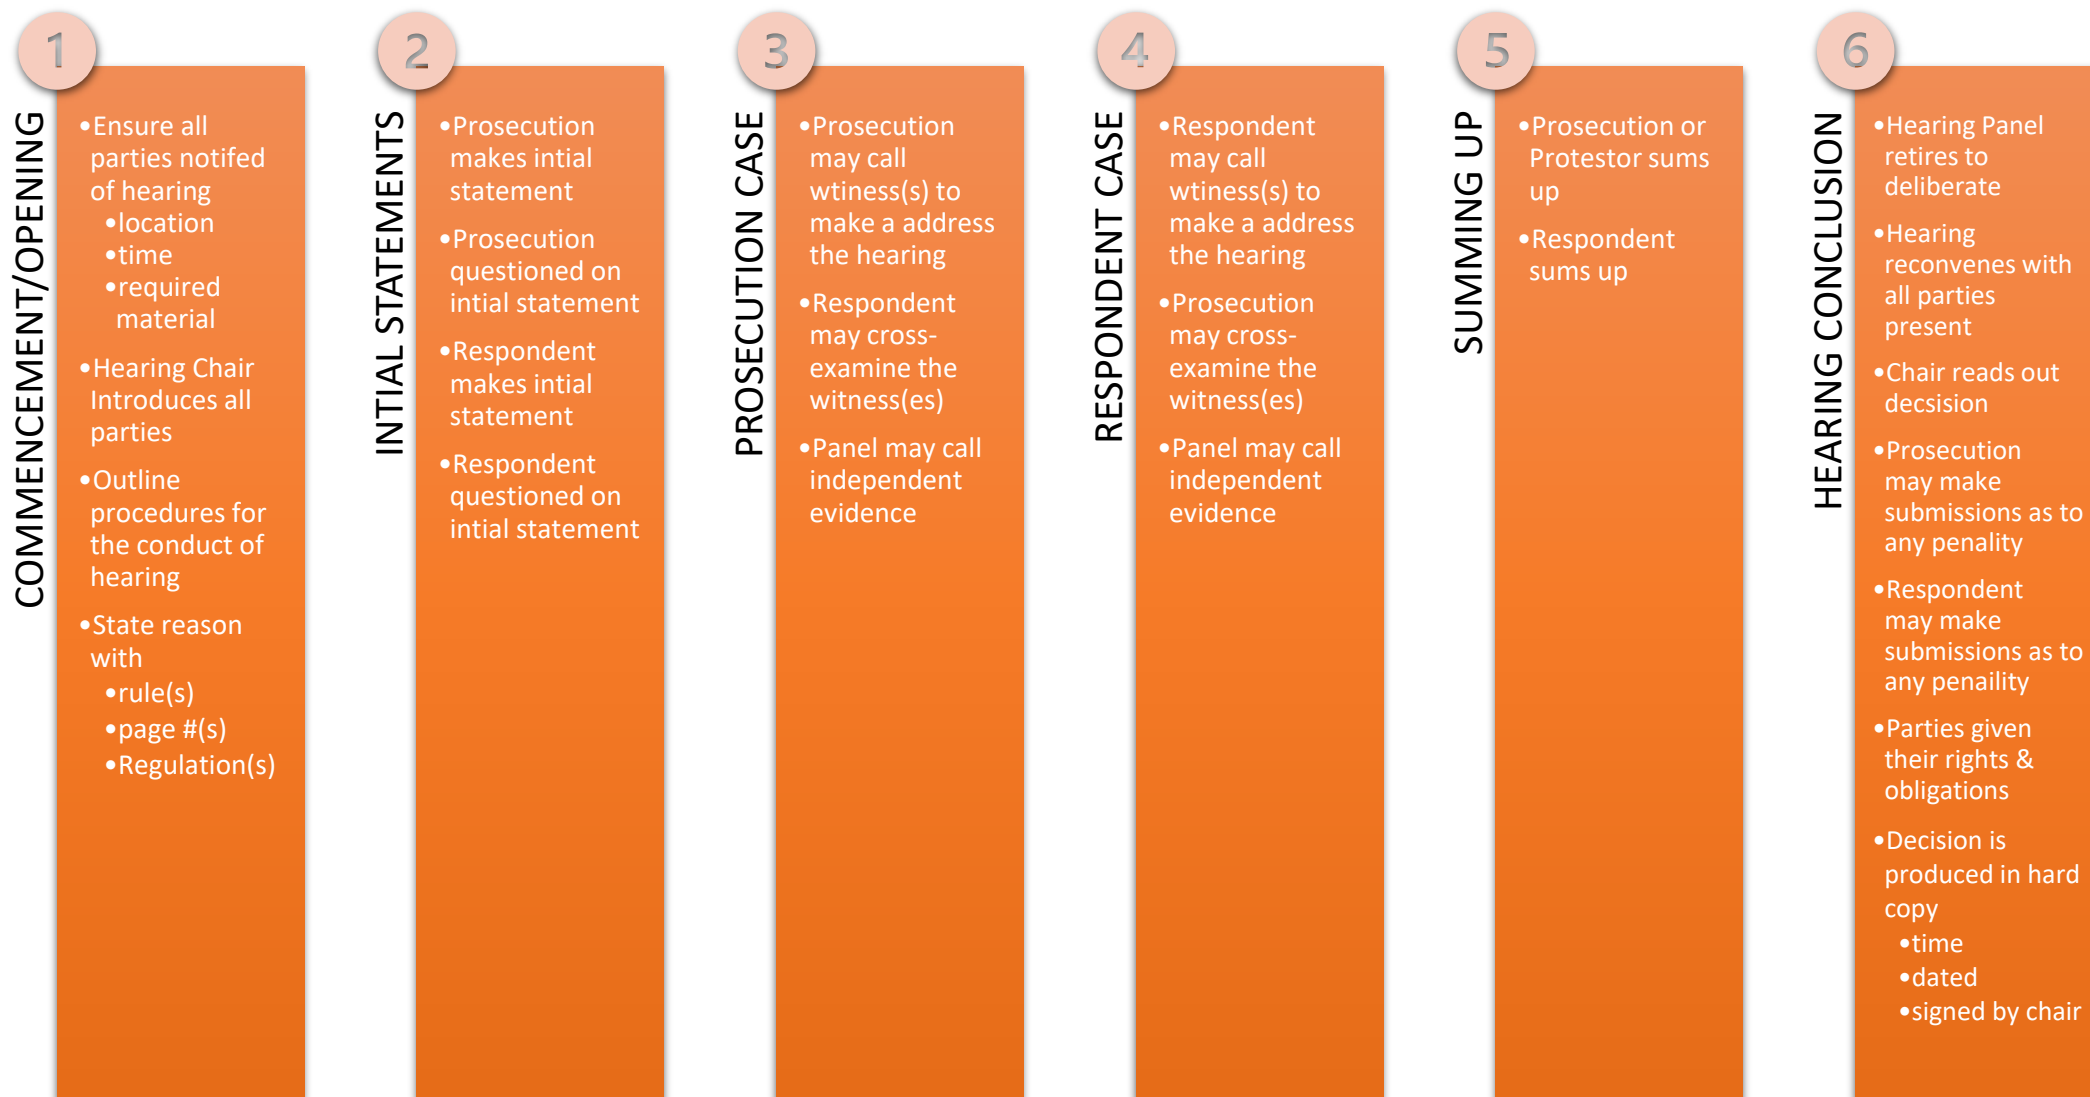 1
COMMENCEMENT/OPENING
•Ensure all
parties notifed
of hearing
•location
•time
•required
material
•Hearing Chair
Introduces all
parties
•Outline
procedures for
the conduct of
hearing
•State reason
with
•rule(s)
•page #(s)
•Regulation(s)
2
INTIAL STATEMENTS
•Prosecution
makes intial
statement
•Prosecution
questioned on
intial statement
•Respondent
makes intial
statement
•Respondent
questioned on
intial statement
3
PROSECUTION CASE
•Prosecution
may call
wtiness(s) to
make a address
the hearing
•Respondent
may cross-
examine the
witness(es)
•Panel may call
independent
evidence
4
RESPONDENT CASE
•Respondent
may call
wtiness(s) to
make a address
the hearing
•Prosecution
may cross-
examine the
witness(es)
•Panel may call
independent
evidence
5
SUMMING UP
•Prosecution or
Protestor sums
up
•Respondent
sums up
6
HEARING CONCLUSION
•Hearing Panel
retires to
deliberate
•Hearing
reconvenes with
all parties
present
•Chair reads out
decsision
•Prosecution
may make
submissions as to
any penality
•Respondent
may make
submissions as to
any penaility
•Parties given
their rights &
obligations
•Decision is
produced in hard
copy
•time
•dated
•signed by chair